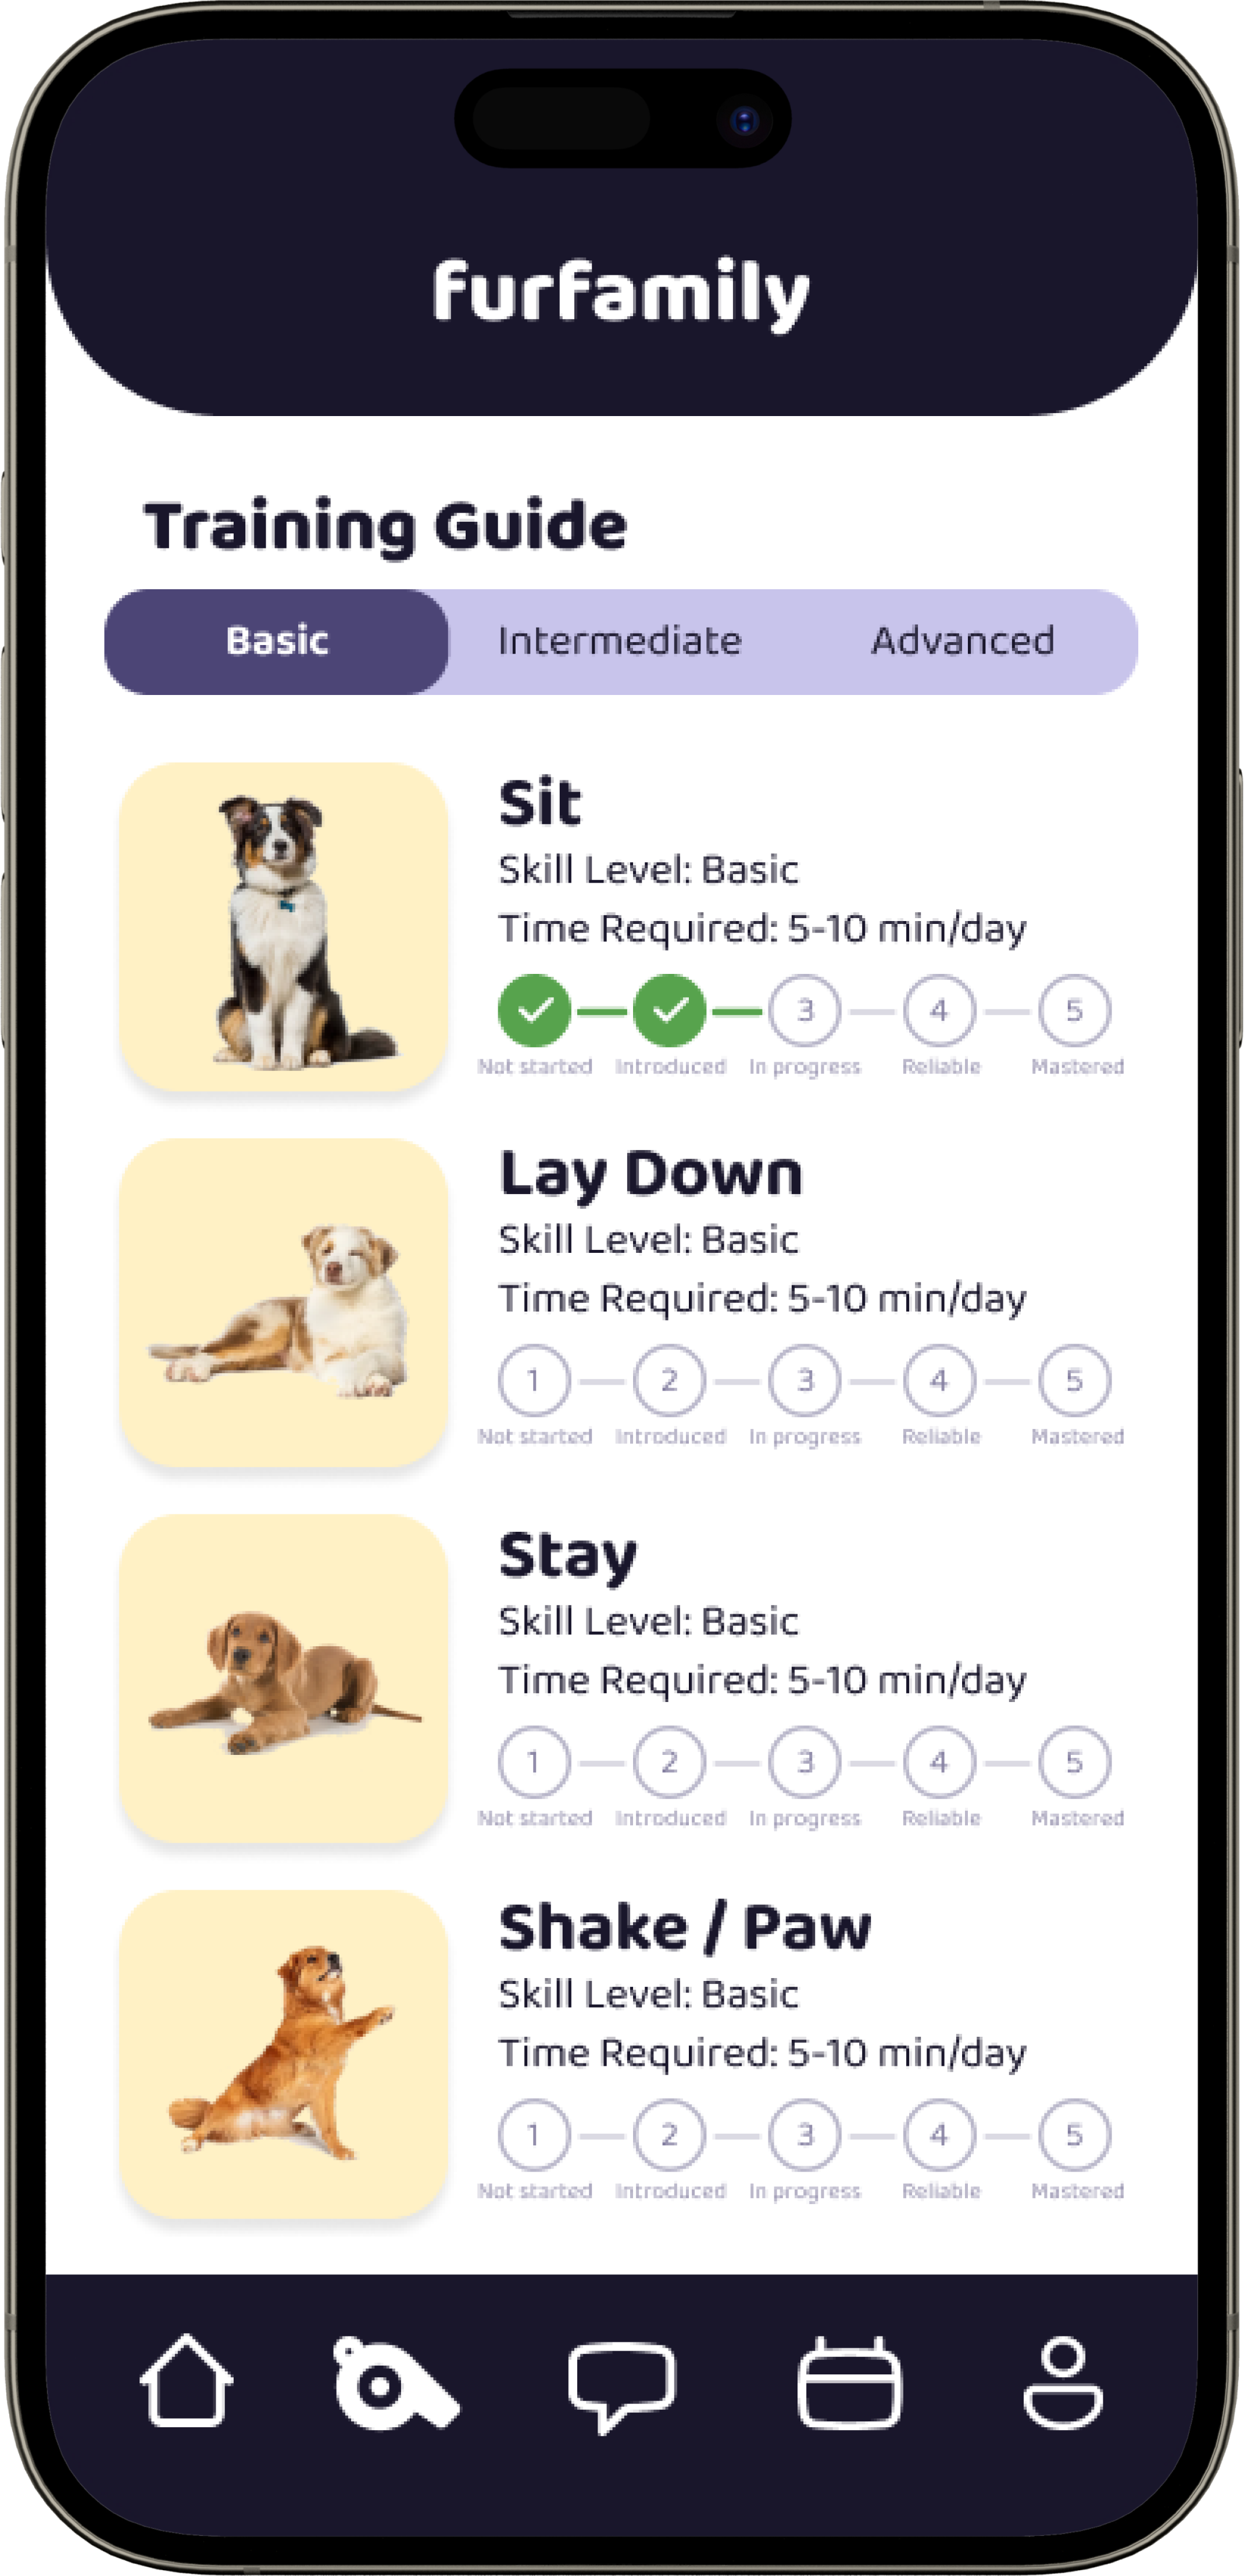 furfamily
Training Guide
Basic Intermediate Advanced
Sit
Skill Level: Basic
Time Required: 5-10 min/day
3 4 5
Not started Introduced In progress Reliable Mastered
Lay Down
Skill Level: Basic
Time Required: 5-10 min/day
1 2 3 4 5
Not started Introduced In progress Reliable Mastered
Stay
Skill Level: Basic
Time Required: 5-10 min/day
1 2 3 4 5
Not started Introduced In progress Reliable Mastered
Shake / Paw
Skill Level: Basic
Time Required: 5-10 min/day
1 2 3 4 5
Not started Introduced In progress Reliable Mastered